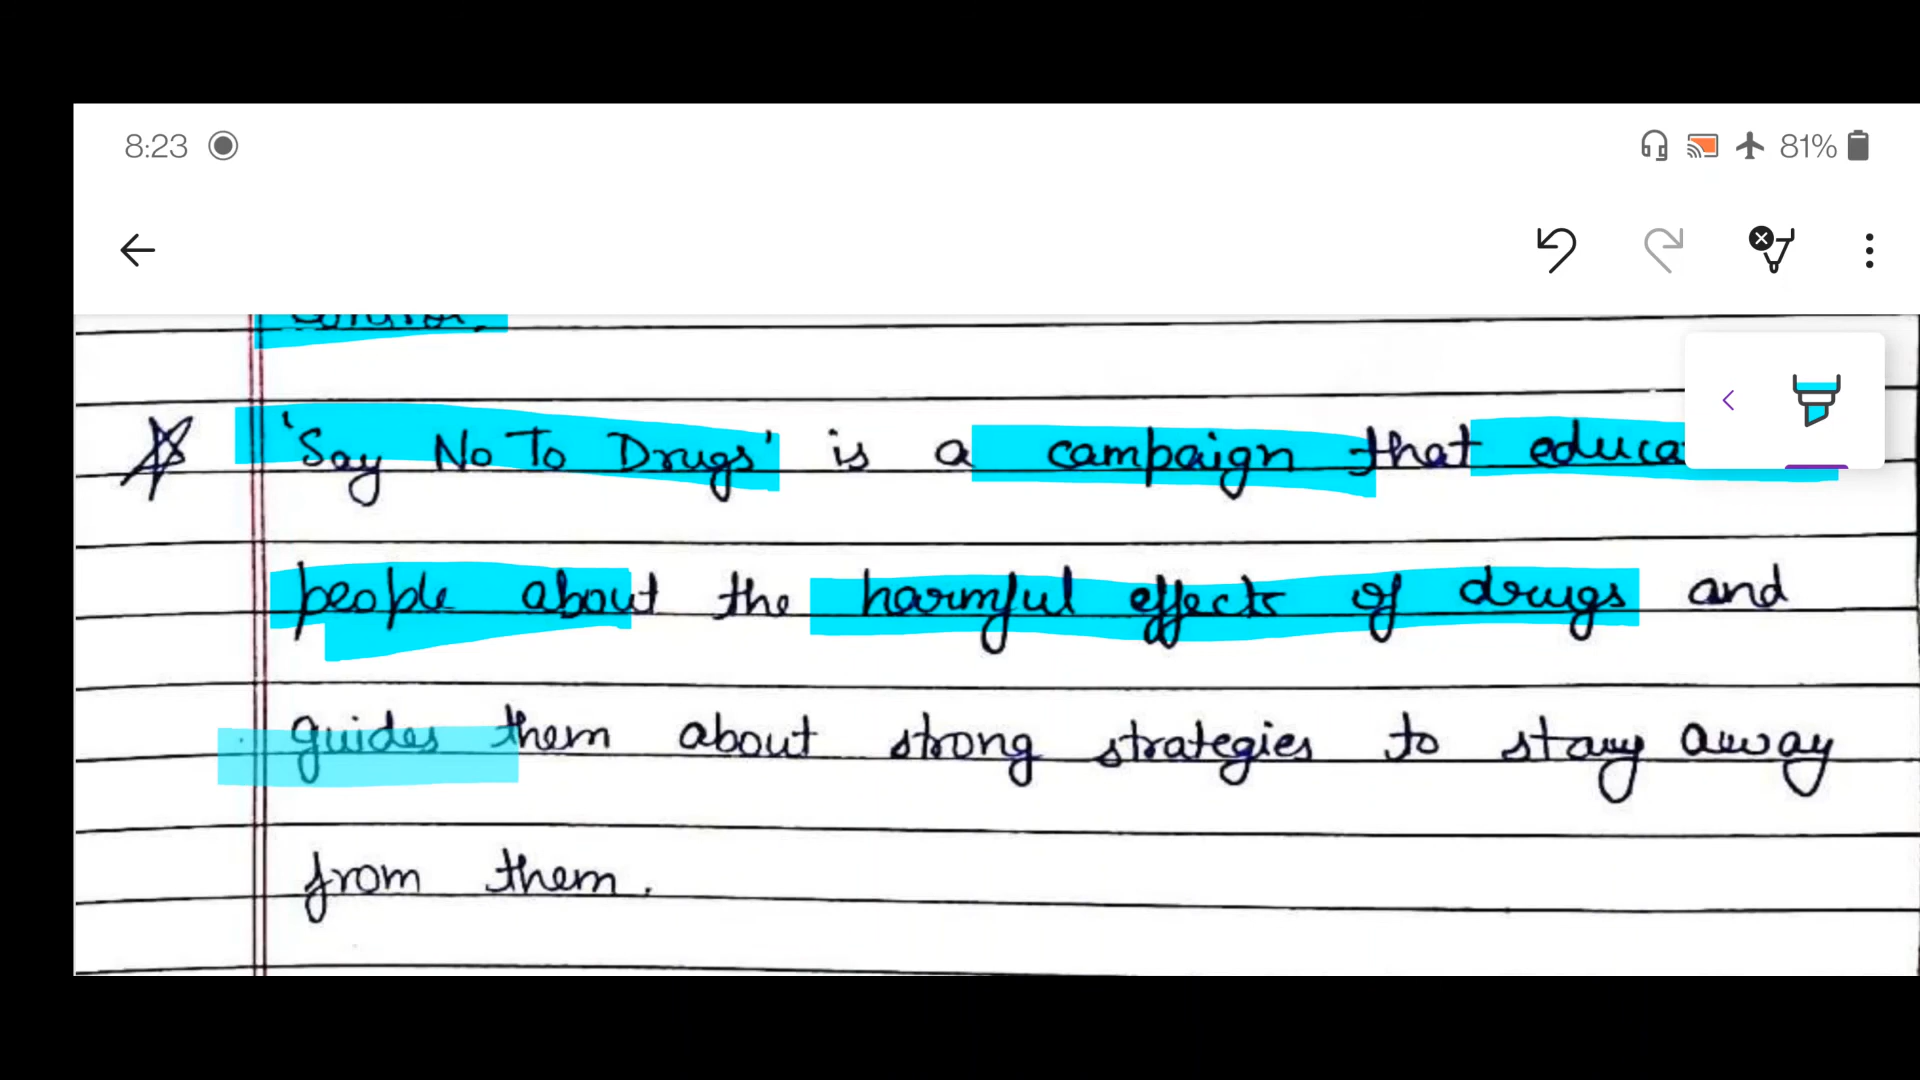 8:23 81%
'Say No To Drugs' is a campaign that educa
people about the harmful effects of drugs and
guides them about strong strategies to stay away
from them.